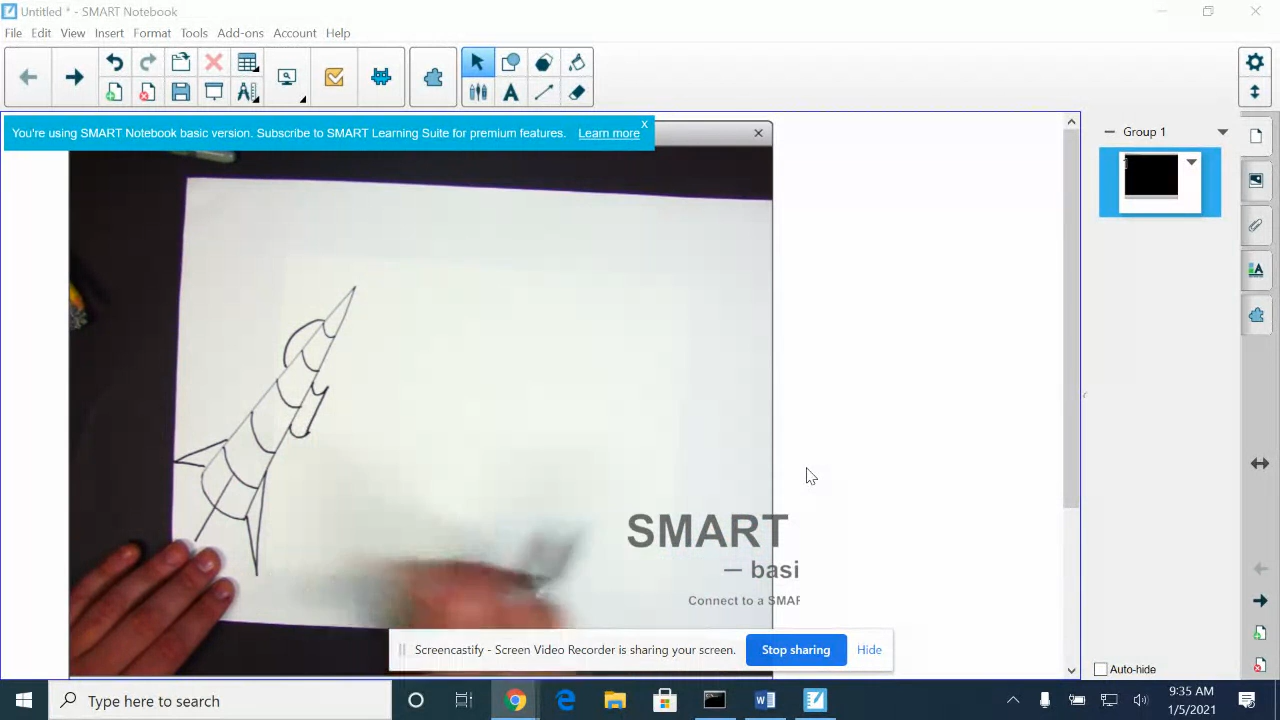 Untitled * - SMART Notebook
File Edit View Insert Format Tools Add-ons Account Help
You're using SMART Notebook basic version. Subscribe to SMART Learning Suite for premium features. Learn more x
Group 1
1
SMART
— basi
Connect to a SMAR
Screencastify - Screen Video Recorder is sharing your screen. Stop sharing Hide
Auto-hide
Type here to search
9:35 AM
1/5/2021